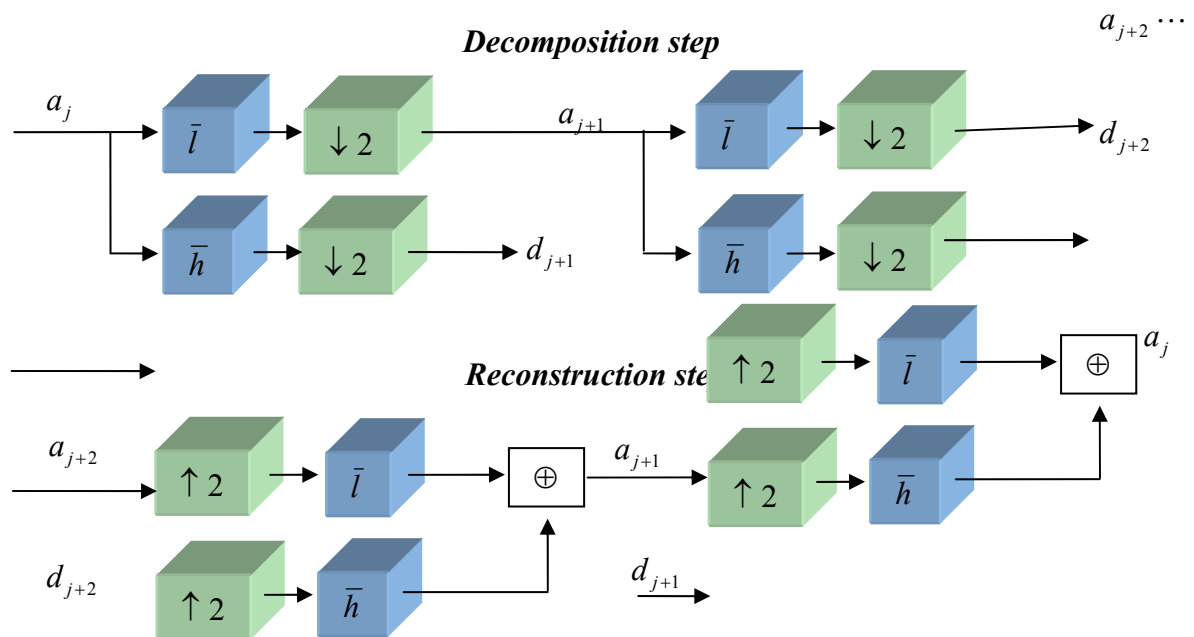 a_{j+2} ⋯
Decomposition step
a_j
l̄
↓ 2
a_{j+1}
l̄
↓ 2
d_{j+2}
h̄
↓ 2
d_{j+1}
h̄
↓ 2
↑ 2
l̄
⊕
a_j
Reconstruction ste
a_{j+2}
↑ 2
l̄
⊕
a_{j+1}
↑ 2
h̄
d_{j+2}
↑ 2
h̄
d_{j+1}